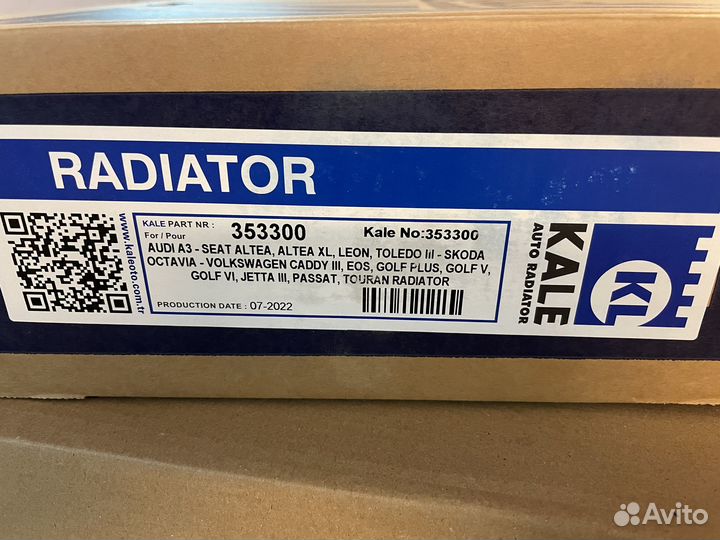 RADIATOR
KALE PART NR : 353300 Kale No:353300
For / Pour
AUDI A3 - SEAT ALTEA, ALTEA XL, LEON, TOLEDO III - SKODA
OCTAVIA - VOLKSWAGEN CADDY III, EOS, GOLF PLUS, GOLF V,
GOLF VI, JETTA III, PASSAT, TOURAN RADIATOR
PRODUCTION DATE : 07-2022
www.kaleoto.com.tr
KALE
AUTO RADIATOR
KL
Avito